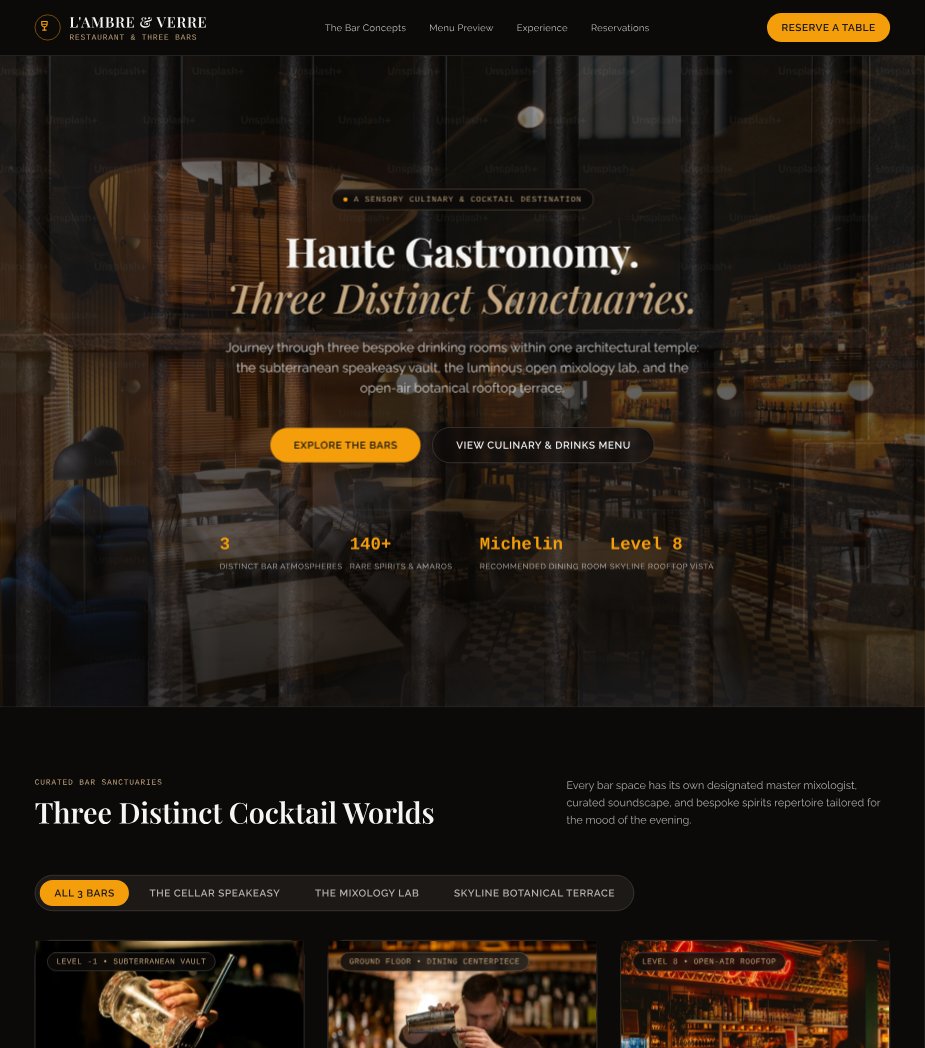 L'AMBRE & VERRE
RESTAURANT & THREE BARS
The Bar Concepts
Menu Preview
Experience
Reservations
RESERVE A TABLE
Unsplash+
A SENSORY CULINARY & COCKTAIL DESTINATION
Haute Gastronomy.
Three Distinct Sanctuaries.
Journey through three bespoke drinking rooms within one architectural temple:
the subterranean speakeasy vault, the luminous open mixology lab, and the
open-air botanical rooftop terrace.
EXPLORE THE BARS
VIEW CULINARY & DRINKS MENU
3
DISTINCT BAR ATMOSPHERES
140+
RARE SPIRITS & AMAROS
Michelin
RECOMMENDED DINING ROOM
Level 8
SKYLINE ROOFTOP VISTA
CURATED BAR SANCTUARIES
Three Distinct Cocktail Worlds
Every bar space has its own designated master mixologist,
curated soundscape, and bespoke spirits repertoire tailored for
the mood of the evening.
ALL 3 BARS
THE CELLAR SPEAKEASY
THE MIXOLOGY LAB
SKYLINE BOTANICAL TERRACE
LEVEL -1 • SUBTERRANEAN VAULT
GROUND FLOOR • DINING CENTERPIECE
LEVEL 8 • OPEN-AIR ROOFTOP